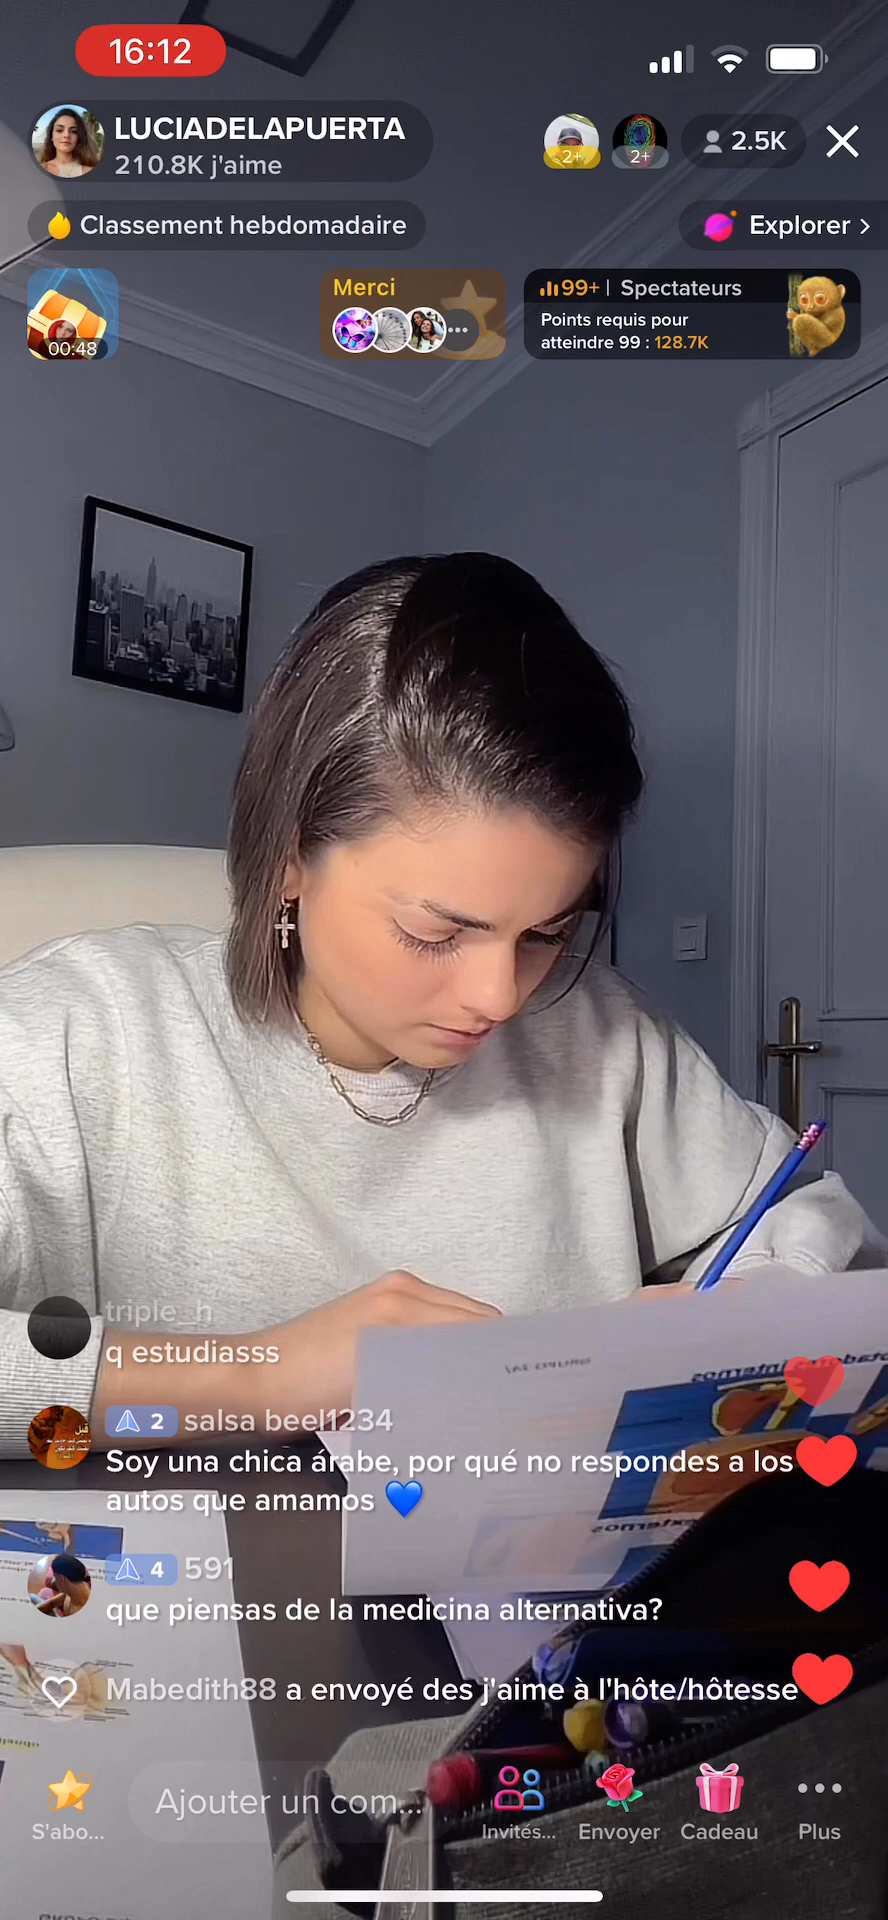 16:12
LUCIADELAPUERTA
210.8K j'aime
2+
2+
2.5K
Classement hebdomadaire
Explorer >
00:48
Merci
99+ | Spectateurs
Points requis pour
atteindre 99 : 128.7K
triple_h
q estudiasss
2 salsa beel1234
Soy una chica árabe, por qué no respondes a los
autos que amamos 💙
4 591
que piensas de la medicina alternativa?
Mabedith88 a envoyé des j'aime à l'hôte/hôtesse
Ajouter un com...
S'abo...
Invités...
Envoyer
Cadeau
Plus